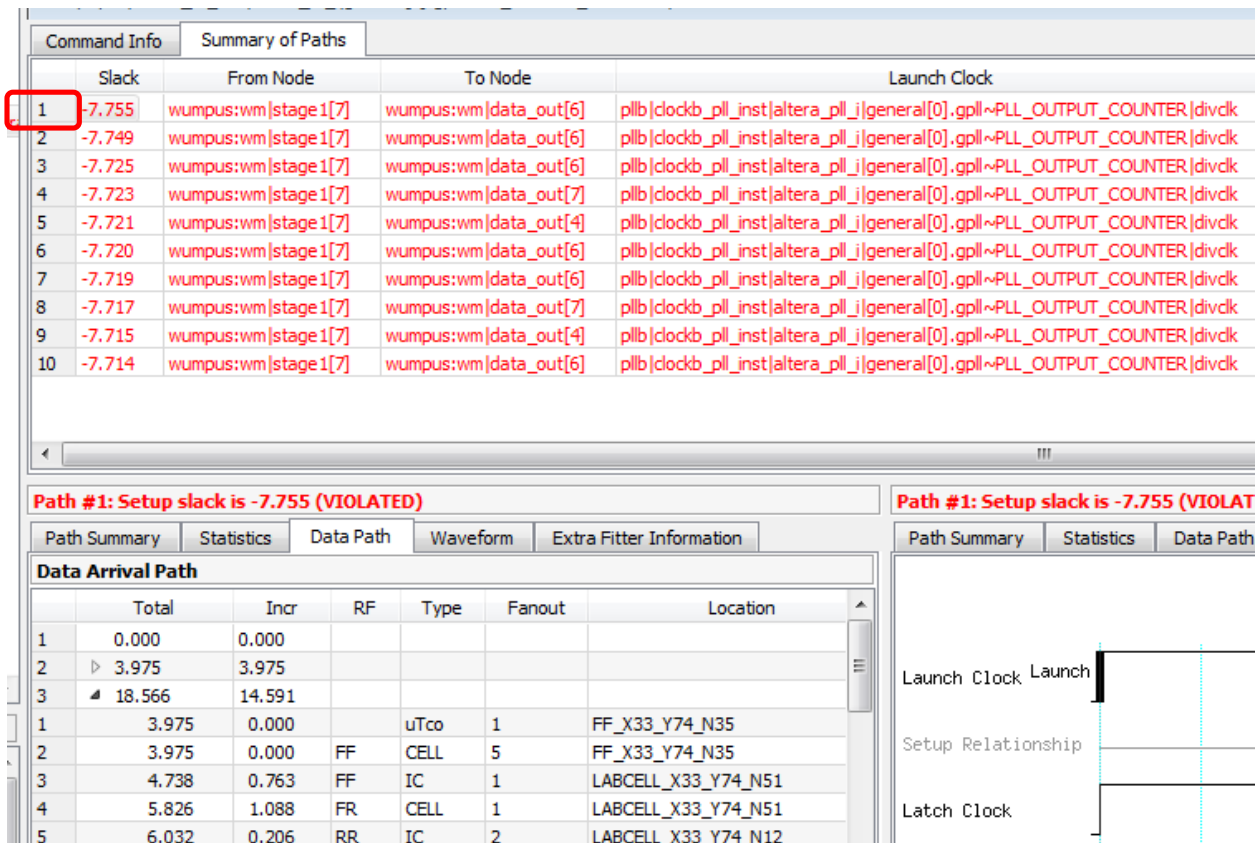 Command Info Summary of Paths
Slack From Node To Node Launch Clock
1 -7.755 wumpus:wm|stage1[7] wumpus:wm|data_out[6] pllb|clockb_pll_inst|altera_pll_i|general[0].gpll~PLL_OUTPUT_COUNTER|divclk
2 -7.749 wumpus:wm|stage1[7] wumpus:wm|data_out[6] pllb|clockb_pll_inst|altera_pll_i|general[0].gpll~PLL_OUTPUT_COUNTER|divclk
3 -7.725 wumpus:wm|stage1[7] wumpus:wm|data_out[6] pllb|clockb_pll_inst|altera_pll_i|general[0].gpll~PLL_OUTPUT_COUNTER|divclk
4 -7.723 wumpus:wm|stage1[7] wumpus:wm|data_out[7] pllb|clockb_pll_inst|altera_pll_i|general[0].gpll~PLL_OUTPUT_COUNTER|divclk
5 -7.721 wumpus:wm|stage1[7] wumpus:wm|data_out[4] pllb|clockb_pll_inst|altera_pll_i|general[0].gpll~PLL_OUTPUT_COUNTER|divclk
6 -7.720 wumpus:wm|stage1[7] wumpus:wm|data_out[6] pllb|clockb_pll_inst|altera_pll_i|general[0].gpll~PLL_OUTPUT_COUNTER|divclk
7 -7.719 wumpus:wm|stage1[7] wumpus:wm|data_out[6] pllb|clockb_pll_inst|altera_pll_i|general[0].gpll~PLL_OUTPUT_COUNTER|divclk
8 -7.717 wumpus:wm|stage1[7] wumpus:wm|data_out[7] pllb|clockb_pll_inst|altera_pll_i|general[0].gpll~PLL_OUTPUT_COUNTER|divclk
9 -7.715 wumpus:wm|stage1[7] wumpus:wm|data_out[4] pllb|clockb_pll_inst|altera_pll_i|general[0].gpll~PLL_OUTPUT_COUNTER|divclk
10 -7.714 wumpus:wm|stage1[7] wumpus:wm|data_out[6] pllb|clockb_pll_inst|altera_pll_i|general[0].gpll~PLL_OUTPUT_COUNTER|divclk
Path #1: Setup slack is -7.755 (VIOLATED)
Path Summary Statistics Data Path Waveform Extra Fitter Information
Data Arrival Path
Total Incr RF Type Fanout Location
1 0.000 0.000
2 3.975 3.975
3 18.566 14.591
1 3.975 0.000 uTco 1 FF_X33_Y74_N35
2 3.975 0.000 FF CELL 5 FF_X33_Y74_N35
3 4.738 0.763 FF IC 1 LABCELL_X33_Y74_N51
4 5.826 1.088 FR CELL 1 LABCELL_X33_Y74_N51
5 6.032 0.206 RR IC 2 LABCELL_X33_Y74_N12
Path #1: Setup slack is -7.755 (VIOLAT
Path Summary Statistics Data Path
Launch Clock Launch
Setup Relationship
Latch Clock